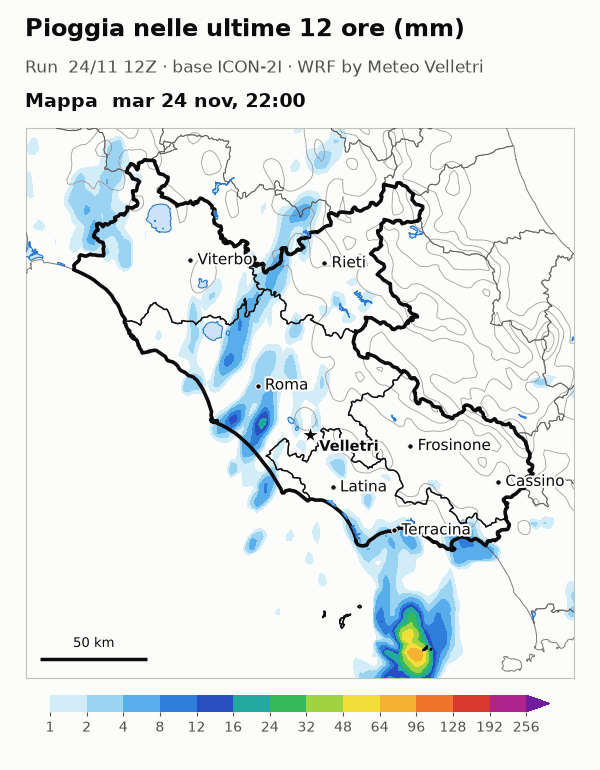 Pioggia nelle ultime 12 ore (mm)
Run  24/11 12Z · base ICON-2I · WRF by Meteo Velletri
Mappa  mar 24 nov, 22:00
Viterbo
Rieti
Roma
Velletri
Frosinone
Latina
Cassino
Terracina
50 km
1 2 4 8 12 16 24 32 48 64 96 128 192 256